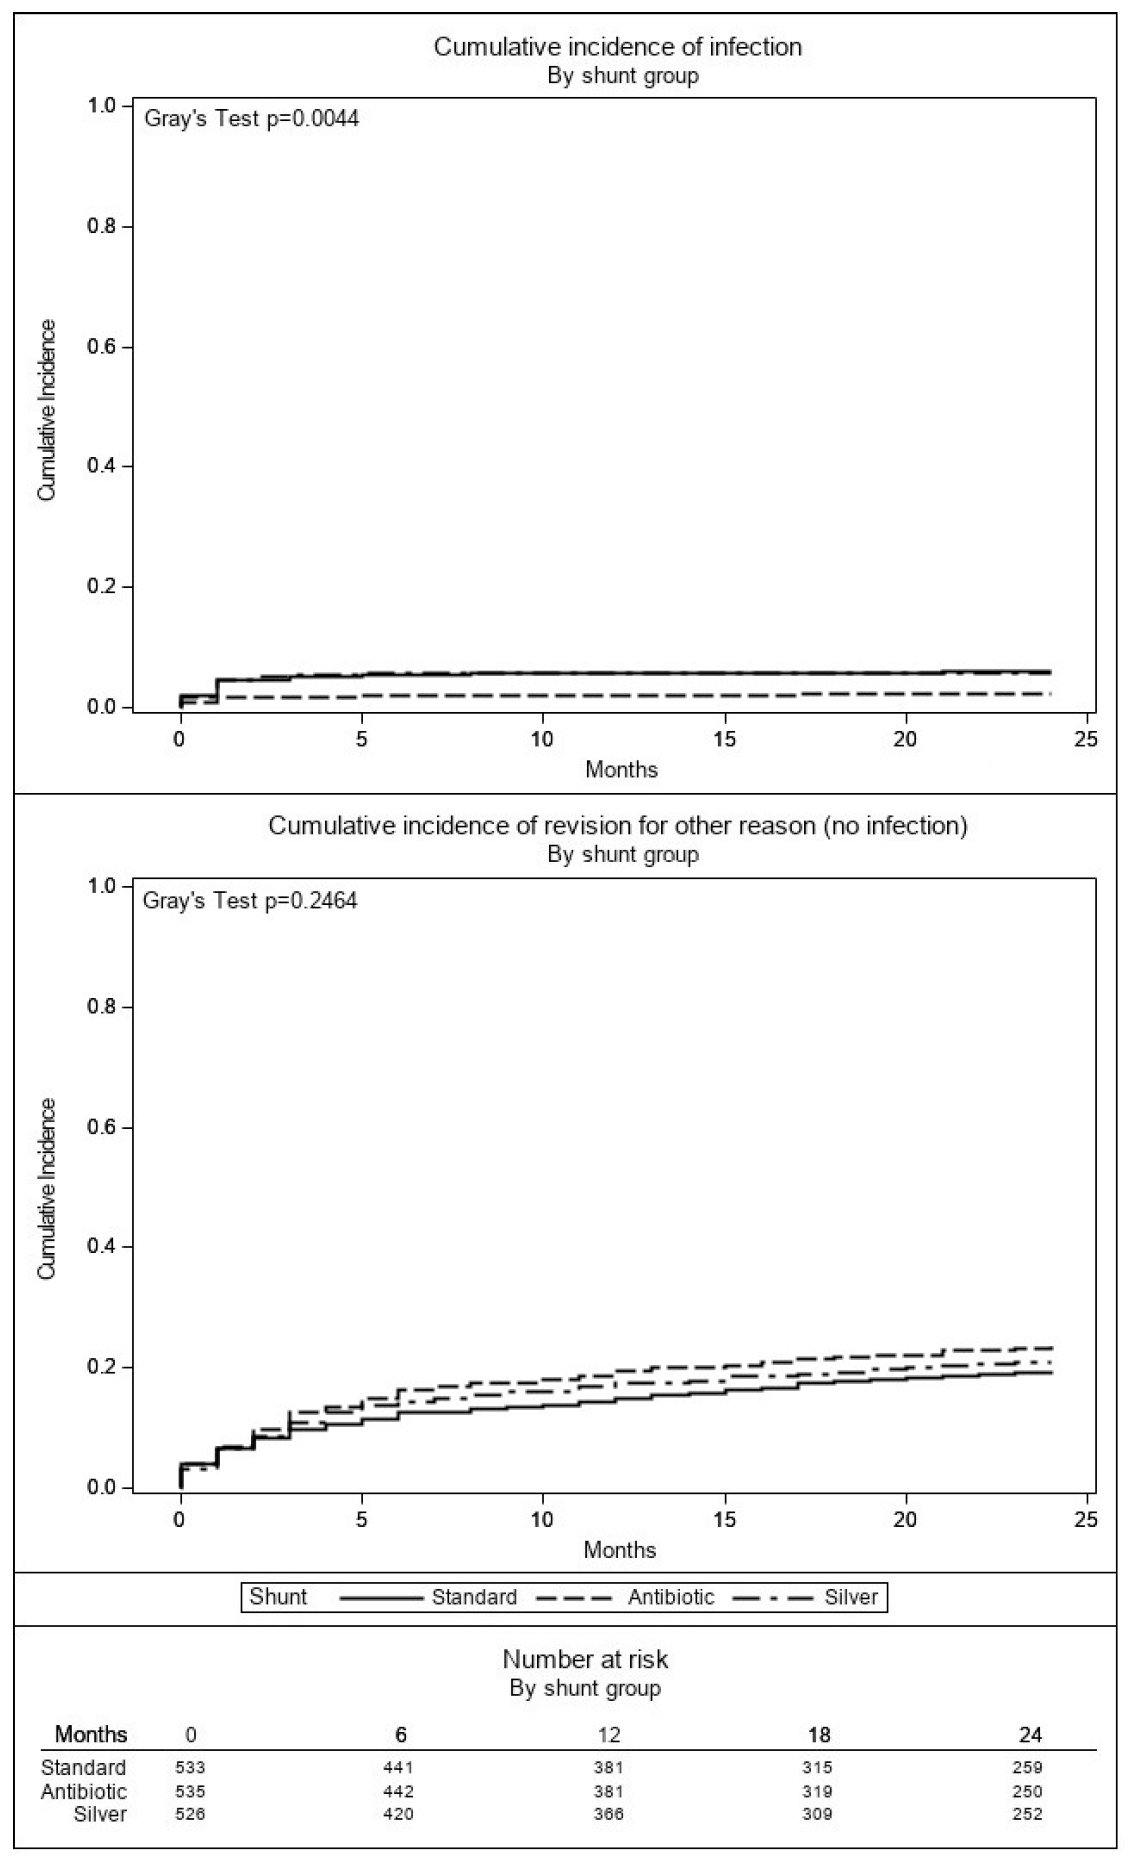 Cumulative incidence of infection
By shunt group
Gray's Test p=0.0044
1.0
0.8
0.6
0.4
0.2
0.0
Cumulative Incidence
0 5 10 15 20 25
Months
Cumulative incidence of revision for other reason (no infection)
By shunt group
Gray's Test p=0.2464
1.0
0.8
0.6
0.4
0.2
0.0
Cumulative Incidence
0 5 10 15 20 25
Months
Shunt Standard Antibiotic Silver
Number at risk
By shunt group
Months 0 6 12 18 24
Standard 533 441 381 315 259
Antibiotic 535 442 381 319 250
Silver 526 420 366 309 252